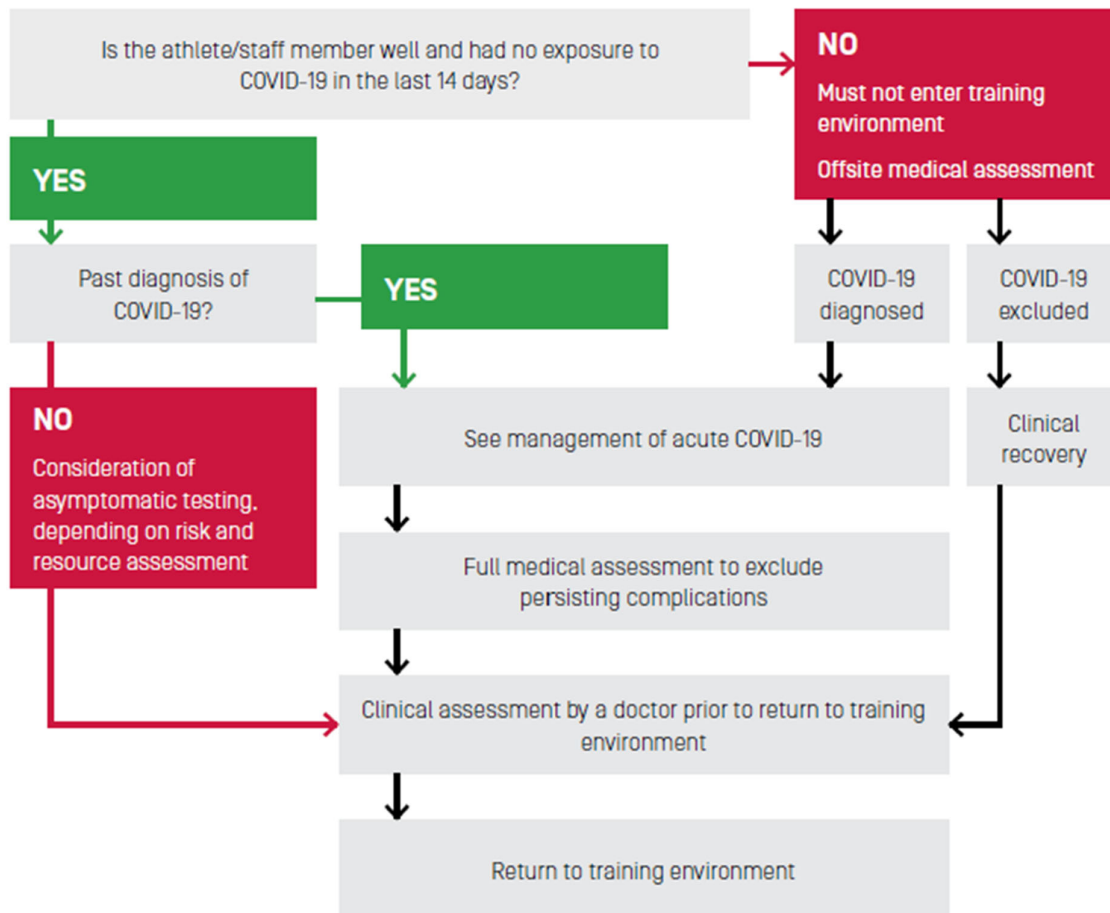 Is the athlete/staff member well and had no exposure to
COVID-19 in the last 14 days?
NO
Must not enter training
environment
Offsite medical assessment
YES
Past diagnosis of
COVID-19?
YES
COVID-19
diagnosed
COVID-19
excluded
NO
Consideration of
asymptomatic testing,
depending on risk and
resource assessment
See management of acute COVID-19
Clinical
recovery
Full medical assessment to exclude
persisting complications
Clinical assessment by a doctor prior to return to training
environment
Return to training environment